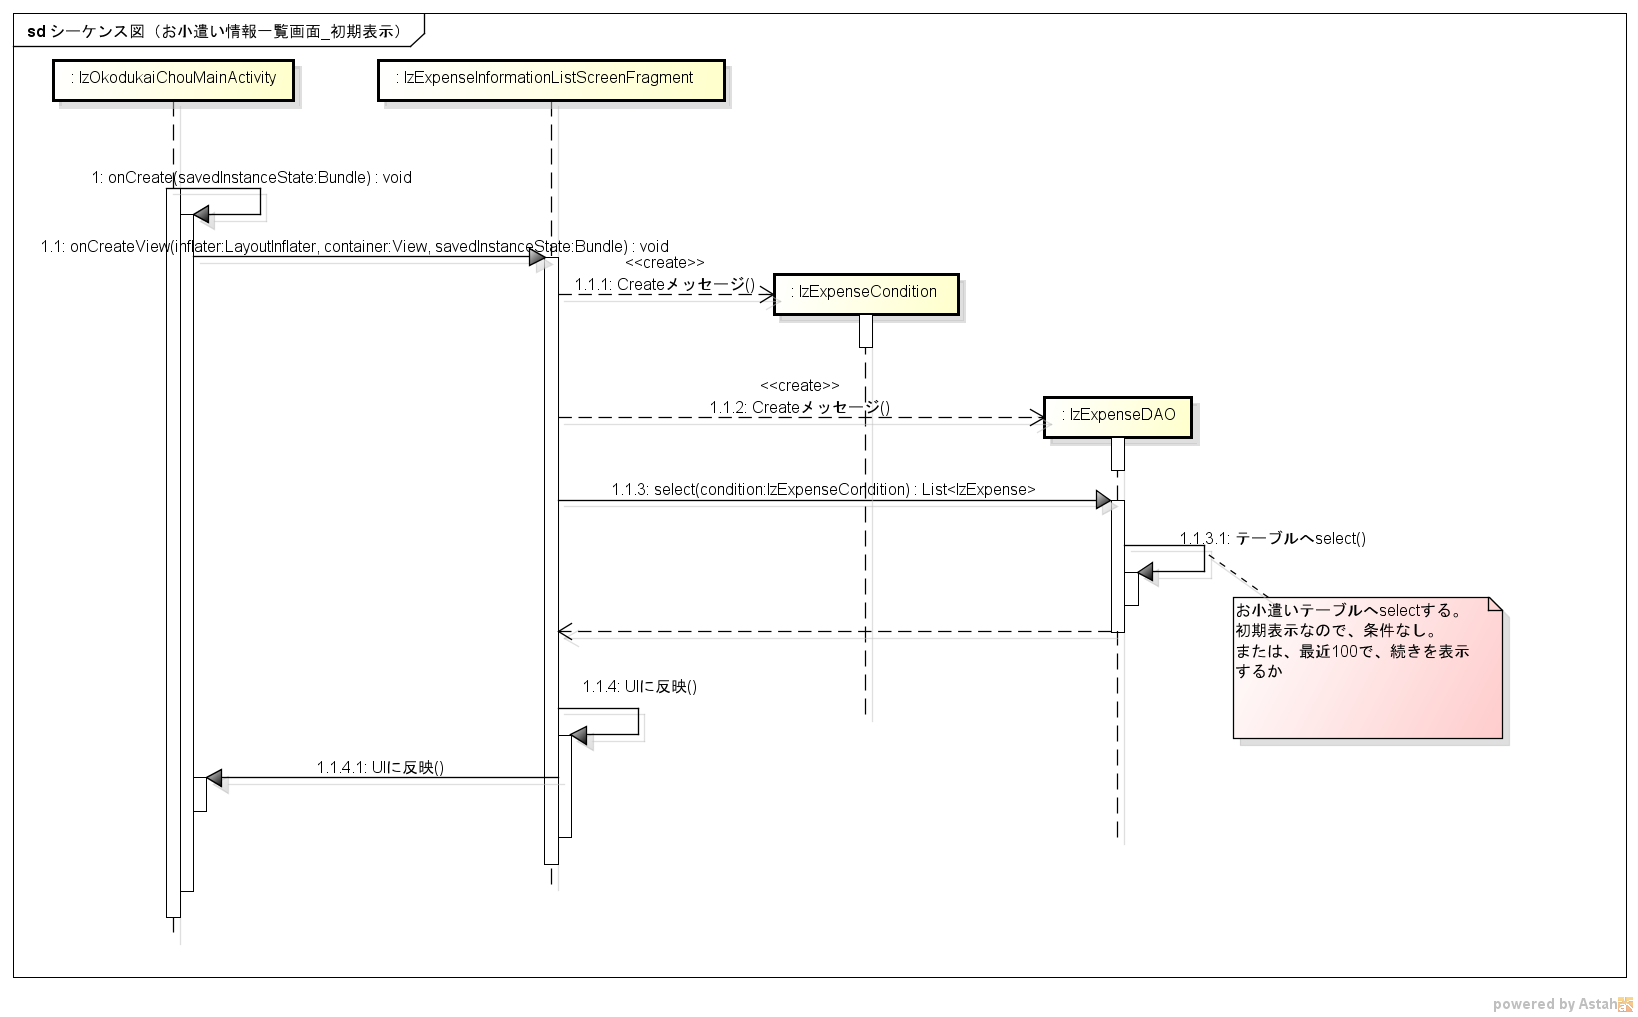 sd シーケンス図（お小遣い情報一覧画面_初期表示）
: IzOkodukaiChouMainActivity
: IzExpenseInformationListScreenFragment
1: onCreate(savedInstanceState:Bundle) : void
1.1: onCreateView(inflater:LayoutInflater, container:View, savedInstanceState:Bundle) : void
<<create>>
1.1.1: Createメッセージ()
: IzExpenseCondition
<<create>>
1.1.2: Createメッセージ()
: IzExpenseDAO
1.1.3: select(condition:IzExpenseCondition) : List<IzExpense>
1.1.3.1: テーブルへselect()
お小遣いテーブルへselectする。
初期表示なので、条件なし。
または、最近100で、続きを表示
するか
1.1.4: UIに反映()
1.1.4.1: UIに反映()
powered by Astah